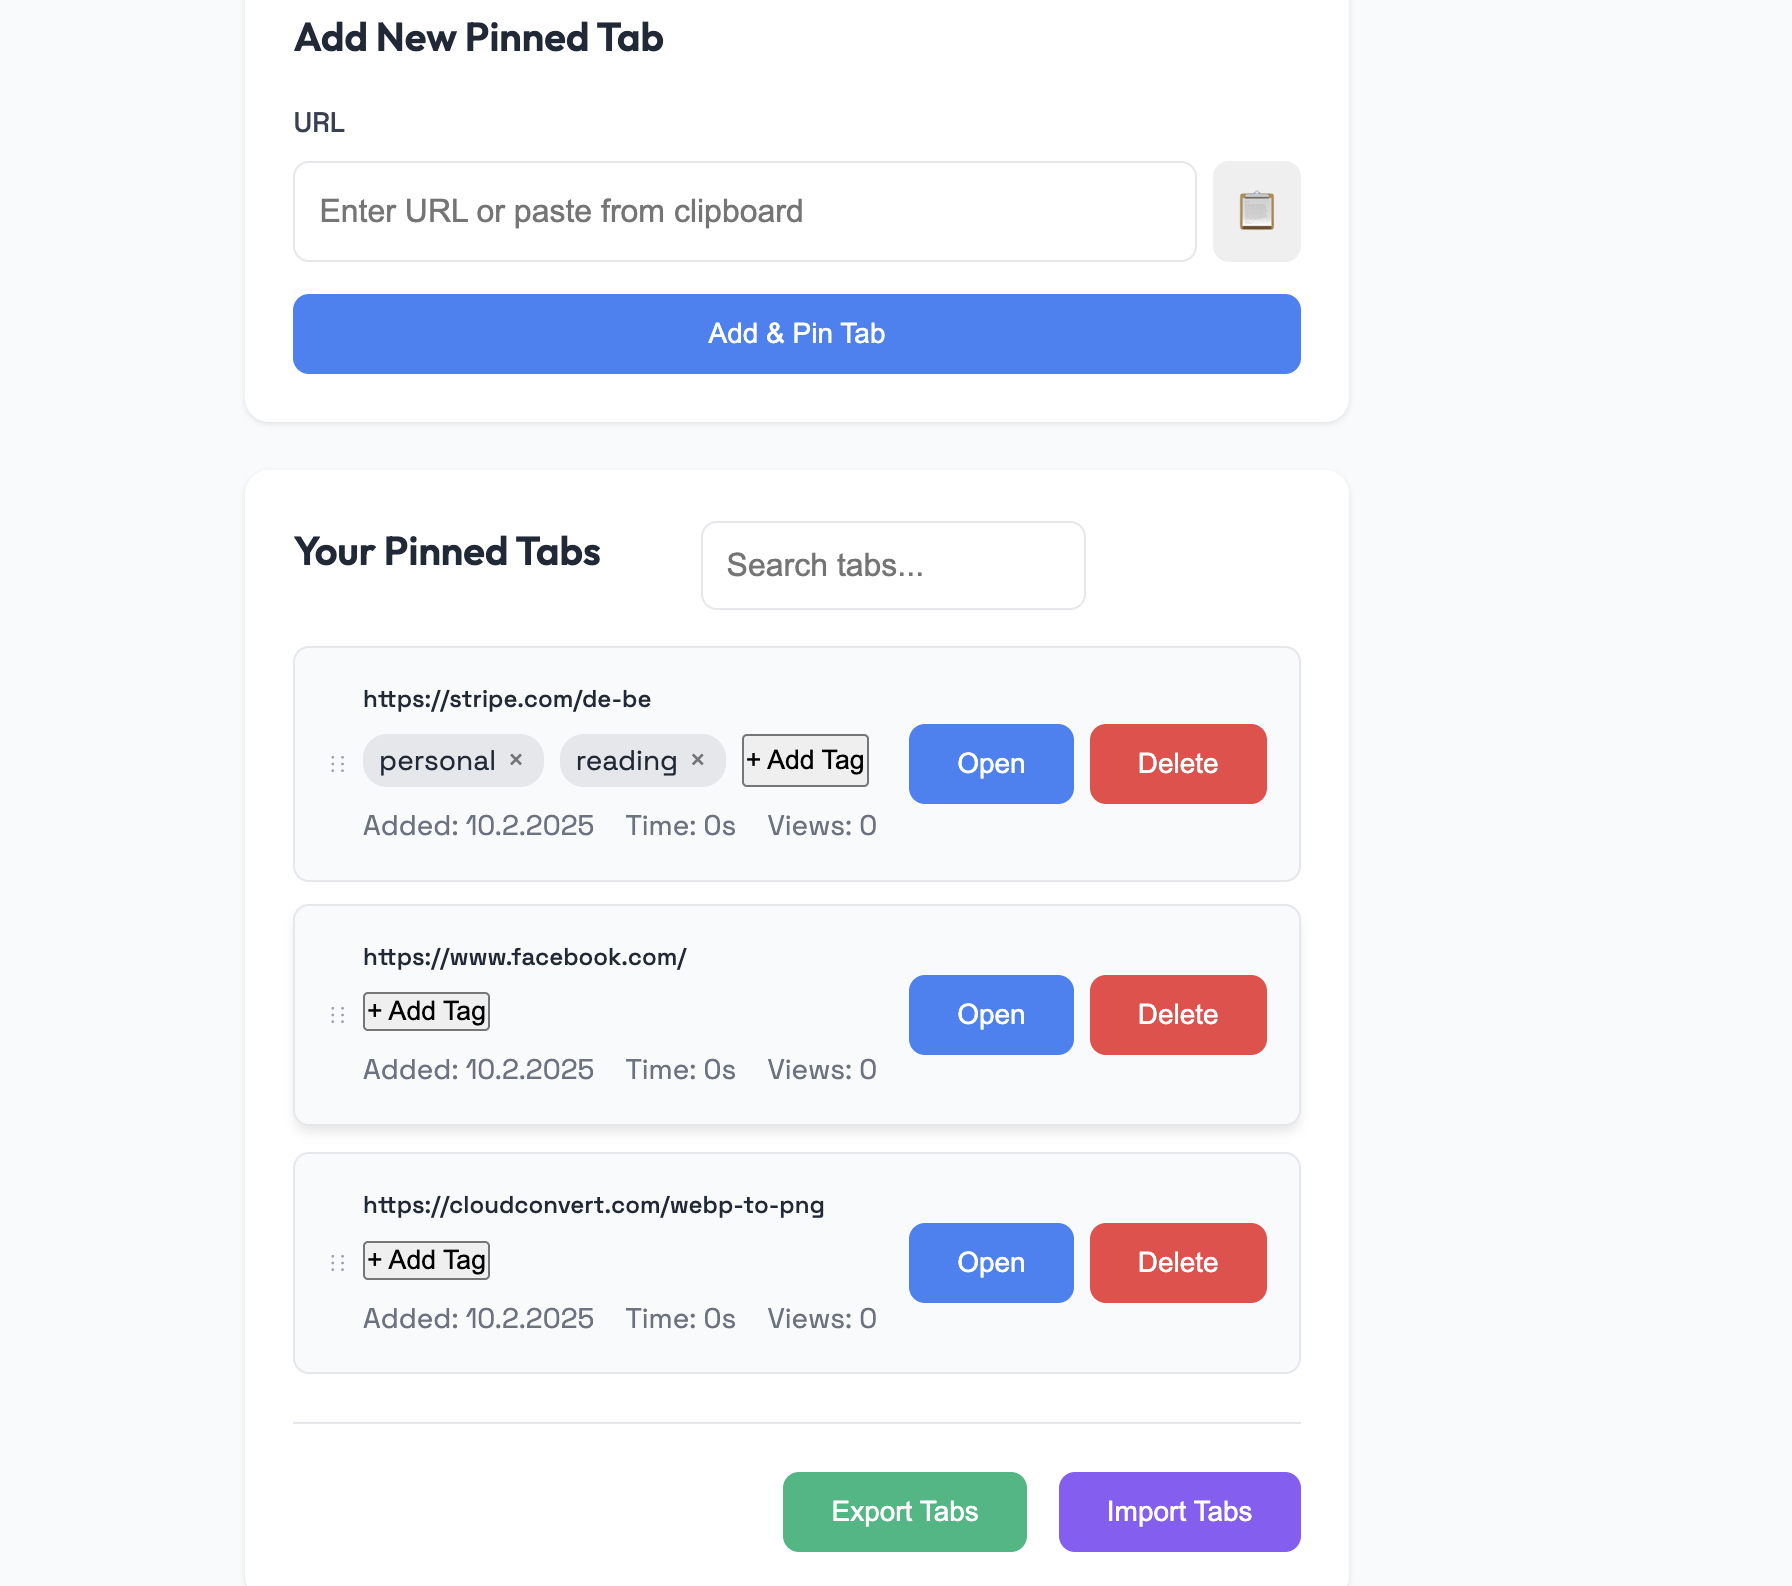 Add New Pinned Tab
URL
Enter URL or paste from clipboard
Add & Pin Tab
Your Pinned Tabs
Search tabs...
https://stripe.com/de-be
personal × reading × + Add Tag
Added: 10.2.2025 Time: 0s Views: 0
Open Delete
https://www.facebook.com/
+ Add Tag
Added: 10.2.2025 Time: 0s Views: 0
Open Delete
https://cloudconvert.com/webp-to-png
+ Add Tag
Added: 10.2.2025 Time: 0s Views: 0
Open Delete
Export Tabs Import Tabs